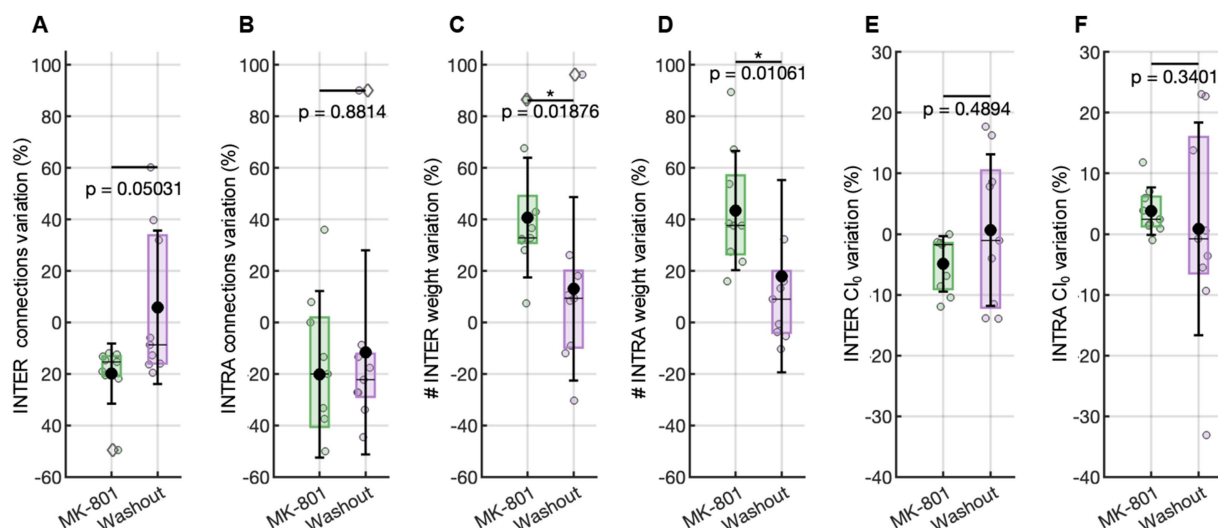 A
INTER connections variation (%)
100
80
60
40
20
0
20
-40
-60
p = 0.05031
MK-801
Washout
B
INTRA connections variation (%)
100
80
60
40
20
0
20
-40
-60
p = 0.8814
MK-801
Washout
C
# INTER weight variation (%)
100
80
60
40
20
0
20
-40
-60
*
p = 0.01876
MK-801
Washout
D
# INTRA weight variation (%)
100
80
60
40
20
0
20
-40
-60
*
p = 0.01061
MK-801
Washout
E
INTER CI₀ variation (%)
30
20
10
0
-10
-20
-30
-40
p = 0.4894
MK-801
Washout
F
INTRA CI₀ variation (%)
30
20
10
0
-10
-20
-30
-40
p = 0.3401
MK-801
Washout